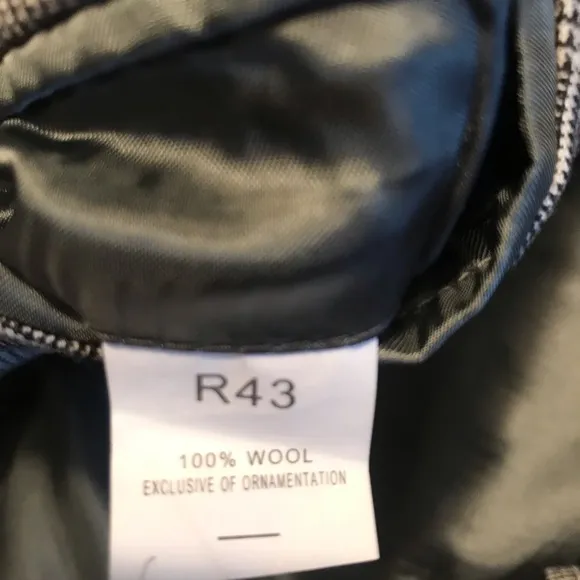 R43
100% WOOL
EXCLUSIVE OF ORNAMENTATION